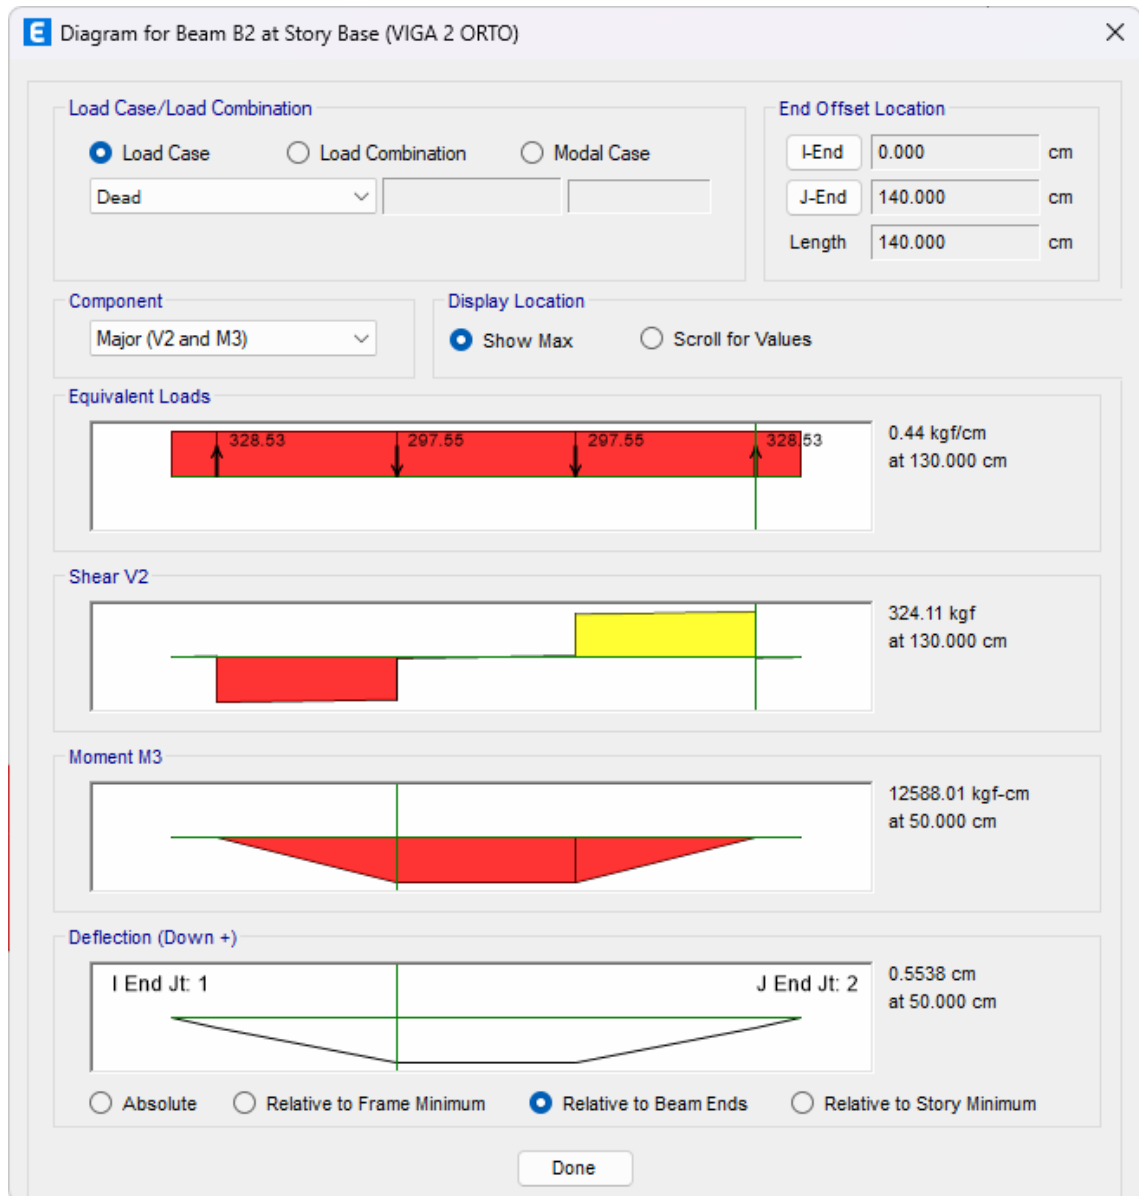 E Diagram for Beam B2 at Story Base (VIGA 2 ORTO)
Load Case/Load Combination
Load Case Load Combination Modal Case
Dead
End Offset Location
I-End 0.000 cm
J-End 140.000 cm
Length 140.000 cm
Component
Major (V2 and M3)
Display Location
Show Max Scroll for Values
Equivalent Loads
328.53 297.55 297.55 328.53
0.44 kgf/cm
at 130.000 cm
Shear V2
324.11 kgf
at 130.000 cm
Moment M3
12588.01 kgf-cm
at 50.000 cm
Deflection (Down +)
I End Jt: 1 J End Jt: 2
0.5538 cm
at 50.000 cm
Absolute Relative to Frame Minimum Relative to Beam Ends Relative to Story Minimum
Done